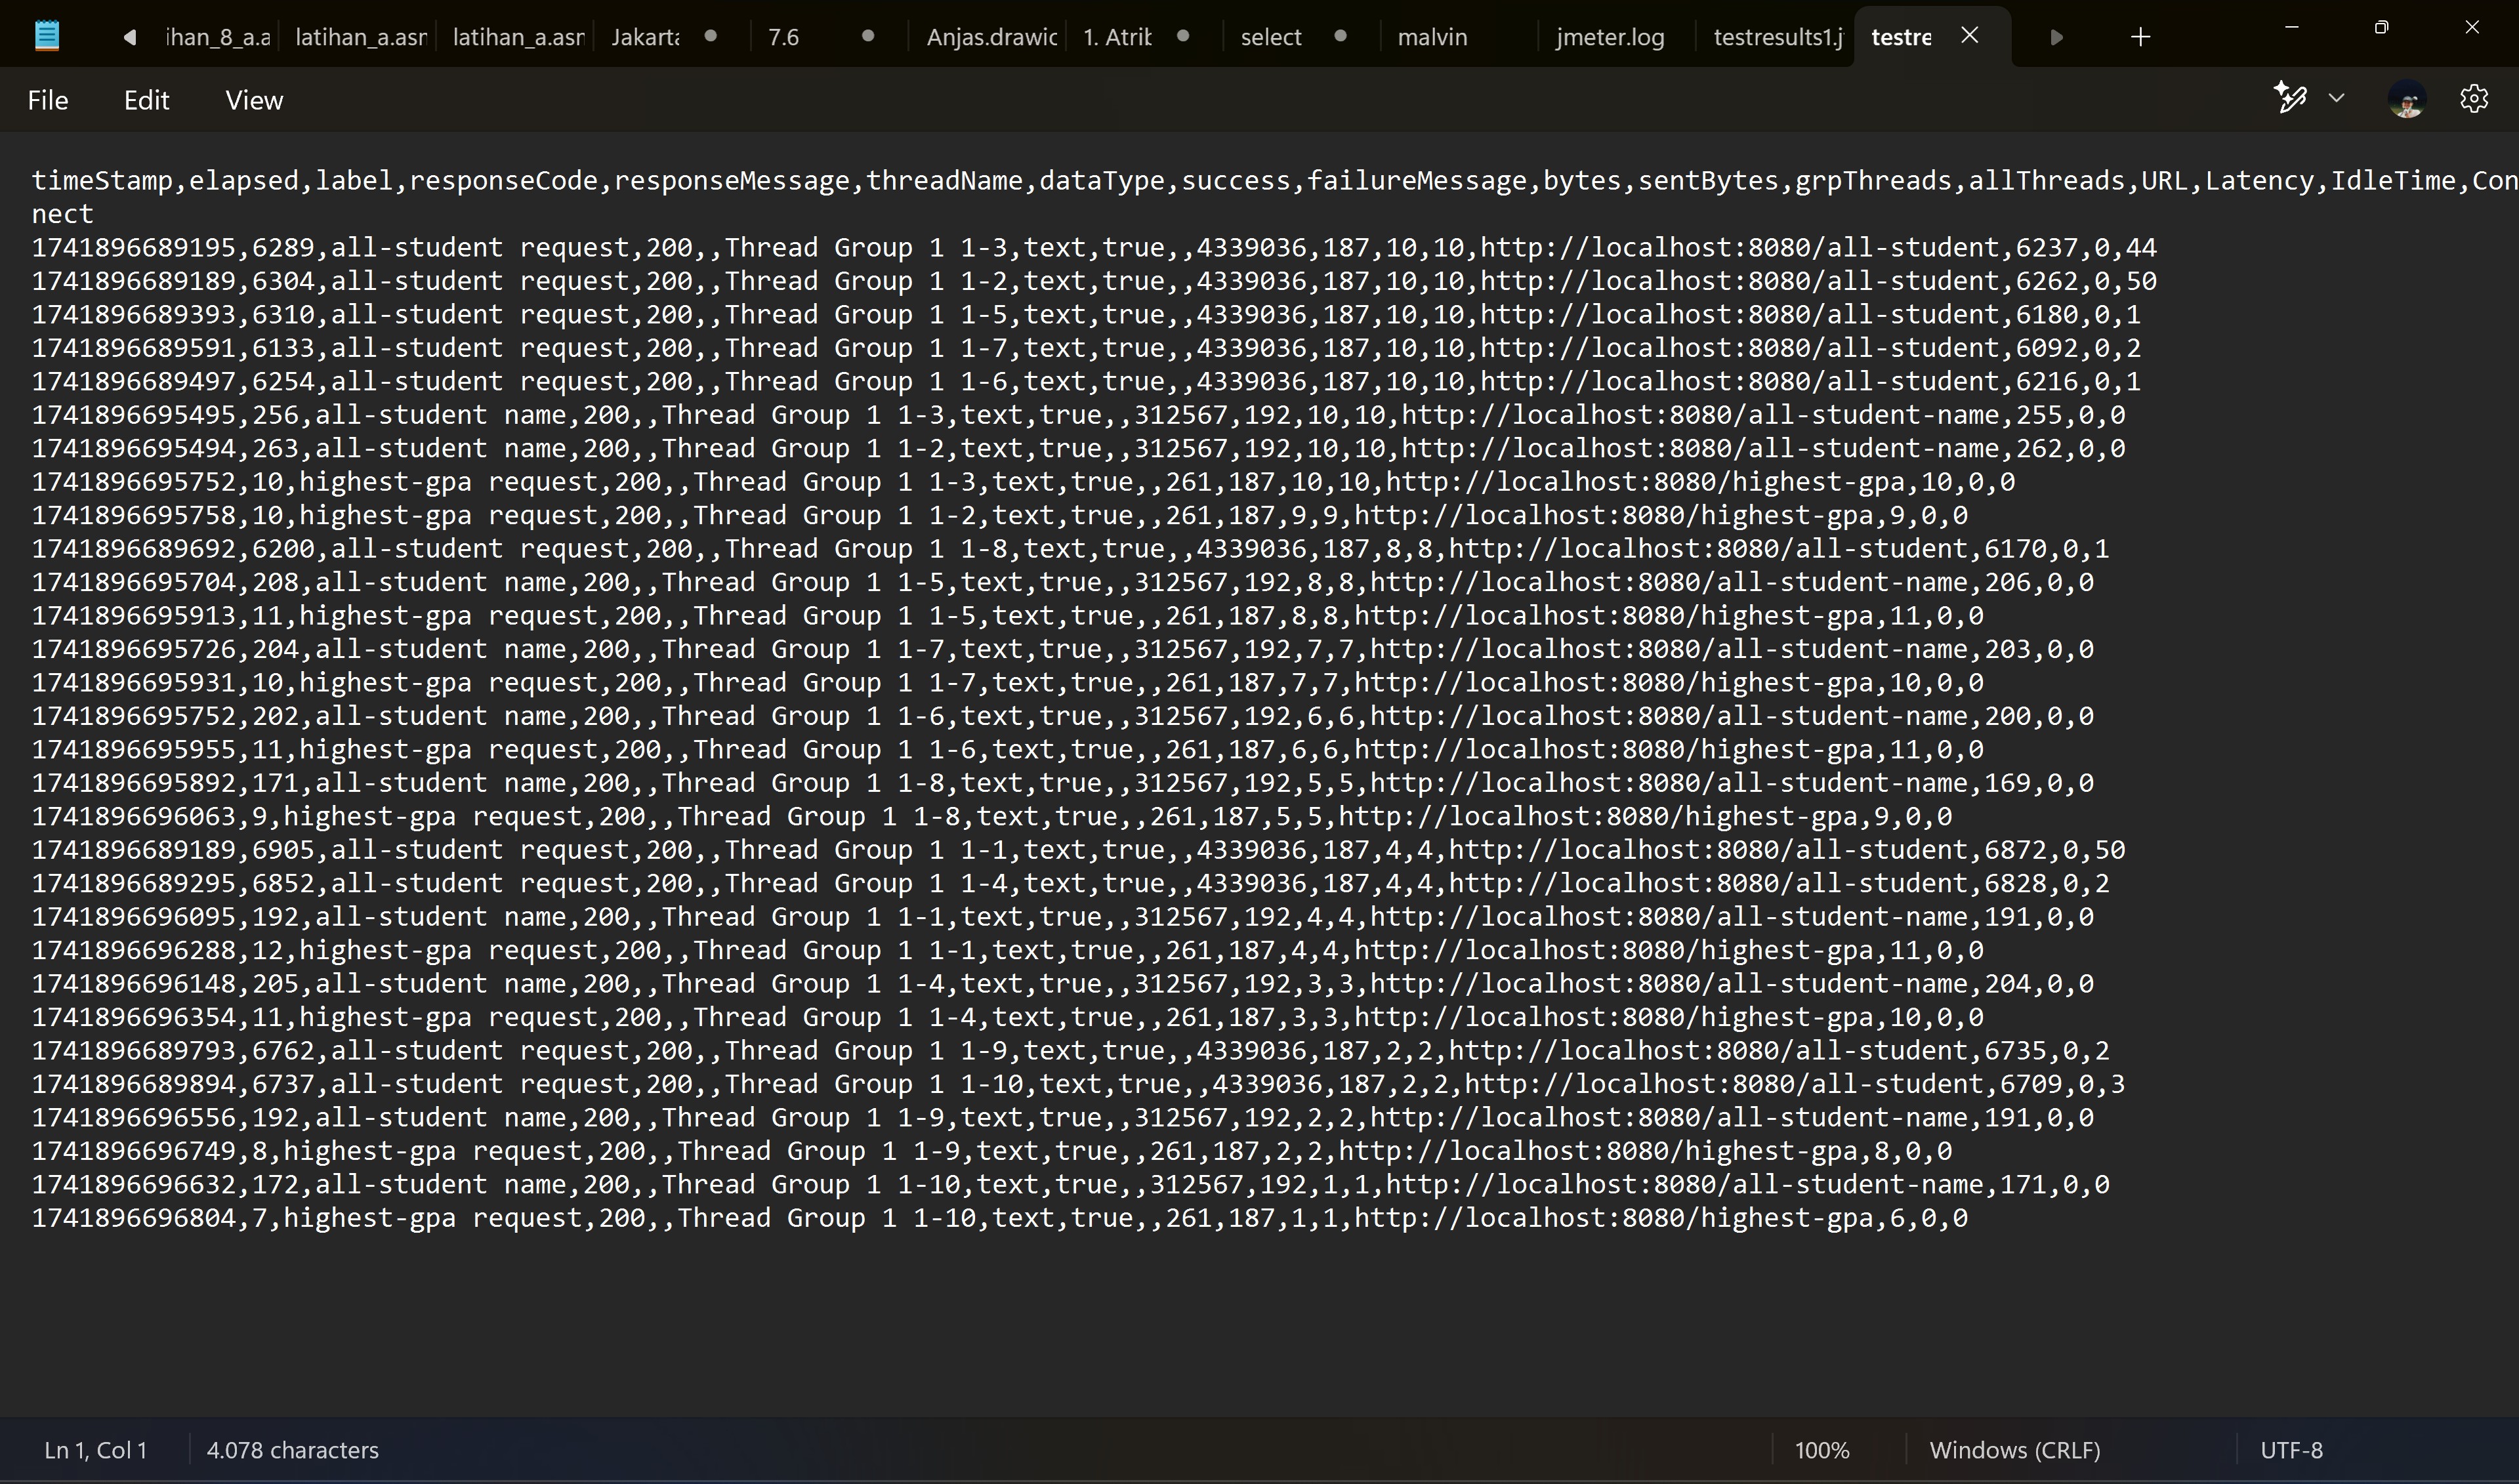 ihan_8_a.a latihan_a.asn latihan_a.asn Jakarta 7.6 Anjas.drawio 1. Atrib select malvin jmeter.log testresults1.j testre
File Edit View
timeStamp,elapsed,label,responseCode,responseMessage,threadName,dataType,success,failureMessage,bytes,sentBytes,grpThreads,allThreads,URL,Latency,IdleTime,Con
nect
1741896689195,6289,all-student request,200,,Thread Group 1 1-3,text,true,,4339036,187,10,10,http://localhost:8080/all-student,6237,0,44
1741896689189,6304,all-student request,200,,Thread Group 1 1-2,text,true,,4339036,187,10,10,http://localhost:8080/all-student,6262,0,50
1741896689393,6310,all-student request,200,,Thread Group 1 1-5,text,true,,4339036,187,10,10,http://localhost:8080/all-student,6180,0,1
1741896689591,6133,all-student request,200,,Thread Group 1 1-7,text,true,,4339036,187,10,10,http://localhost:8080/all-student,6092,0,2
1741896689497,6254,all-student request,200,,Thread Group 1 1-6,text,true,,4339036,187,10,10,http://localhost:8080/all-student,6216,0,1
1741896695495,256,all-student name,200,,Thread Group 1 1-3,text,true,,312567,192,10,10,http://localhost:8080/all-student-name,255,0,0
1741896695494,263,all-student name,200,,Thread Group 1 1-2,text,true,,312567,192,10,10,http://localhost:8080/all-student-name,262,0,0
1741896695752,10,highest-gpa request,200,,Thread Group 1 1-3,text,true,,261,187,10,10,http://localhost:8080/highest-gpa,10,0,0
1741896695758,10,highest-gpa request,200,,Thread Group 1 1-2,text,true,,261,187,9,9,http://localhost:8080/highest-gpa,9,0,0
1741896689692,6200,all-student request,200,,Thread Group 1 1-8,text,true,,4339036,187,8,8,http://localhost:8080/all-student,6170,0,1
1741896695704,208,all-student name,200,,Thread Group 1 1-5,text,true,,312567,192,8,8,http://localhost:8080/all-student-name,206,0,0
1741896695913,11,highest-gpa request,200,,Thread Group 1 1-5,text,true,,261,187,8,8,http://localhost:8080/highest-gpa,11,0,0
1741896695726,204,all-student name,200,,Thread Group 1 1-7,text,true,,312567,192,7,7,http://localhost:8080/all-student-name,203,0,0
1741896695931,10,highest-gpa request,200,,Thread Group 1 1-7,text,true,,261,187,7,7,http://localhost:8080/highest-gpa,10,0,0
1741896695752,202,all-student name,200,,Thread Group 1 1-6,text,true,,312567,192,6,6,http://localhost:8080/all-student-name,200,0,0
1741896695955,11,highest-gpa request,200,,Thread Group 1 1-6,text,true,,261,187,6,6,http://localhost:8080/highest-gpa,11,0,0
1741896695892,171,all-student name,200,,Thread Group 1 1-8,text,true,,312567,192,5,5,http://localhost:8080/all-student-name,169,0,0
1741896696063,9,highest-gpa request,200,,Thread Group 1 1-8,text,true,,261,187,5,5,http://localhost:8080/highest-gpa,9,0,0
1741896689189,6905,all-student request,200,,Thread Group 1 1-1,text,true,,4339036,187,4,4,http://localhost:8080/all-student,6872,0,50
1741896689295,6852,all-student request,200,,Thread Group 1 1-4,text,true,,4339036,187,4,4,http://localhost:8080/all-student,6828,0,2
1741896696095,192,all-student name,200,,Thread Group 1 1-1,text,true,,312567,192,4,4,http://localhost:8080/all-student-name,191,0,0
1741896696288,12,highest-gpa request,200,,Thread Group 1 1-1,text,true,,261,187,4,4,http://localhost:8080/highest-gpa,11,0,0
1741896696148,205,all-student name,200,,Thread Group 1 1-4,text,true,,312567,192,3,3,http://localhost:8080/all-student-name,204,0,0
1741896696354,11,highest-gpa request,200,,Thread Group 1 1-4,text,true,,261,187,3,3,http://localhost:8080/highest-gpa,10,0,0
1741896689793,6762,all-student request,200,,Thread Group 1 1-9,text,true,,4339036,187,2,2,http://localhost:8080/all-student,6735,0,2
1741896689894,6737,all-student request,200,,Thread Group 1 1-10,text,true,,4339036,187,2,2,http://localhost:8080/all-student,6709,0,3
1741896696556,192,all-student name,200,,Thread Group 1 1-9,text,true,,312567,192,2,2,http://localhost:8080/all-student-name,191,0,0
1741896696749,8,highest-gpa request,200,,Thread Group 1 1-9,text,true,,261,187,2,2,http://localhost:8080/highest-gpa,8,0,0
1741896696632,172,all-student name,200,,Thread Group 1 1-10,text,true,,312567,192,1,1,http://localhost:8080/all-student-name,171,0,0
1741896696804,7,highest-gpa request,200,,Thread Group 1 1-10,text,true,,261,187,1,1,http://localhost:8080/highest-gpa,6,0,0
Ln 1, Col 1 4.078 characters 100% Windows (CRLF) UTF-8